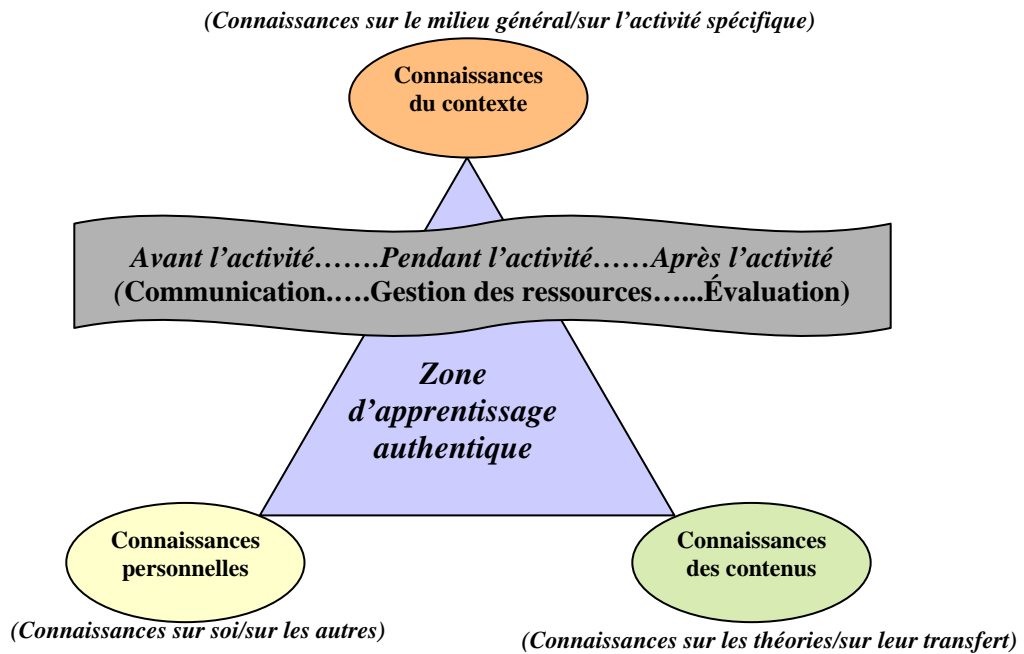 (Connaissances sur le milieu général/sur l’activité spécifique)
Connaissances
du contexte
Avant l’activité…….Pendant l’activité……Après l’activité
(Communication.….Gestion des ressources…...Évaluation)
Zone
d’apprentissage
authentique
Connaissances
personnelles
Connaissances
des contenus
(Connaissances sur soi/sur les autres)
(Connaissances sur les théories/sur leur transfert)